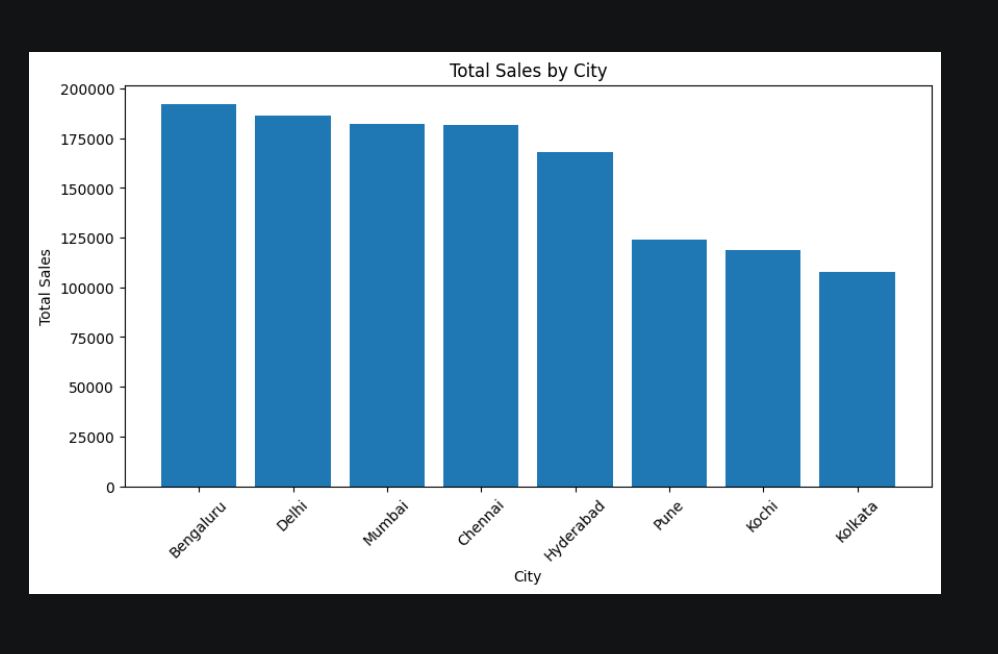 Total Sales by City
Total Sales
200000
175000
150000
125000
100000
75000
50000
25000
0
Bengaluru
Delhi
Mumbai
Chennai
Hyderabad
Pune
Kochi
Kolkata
City